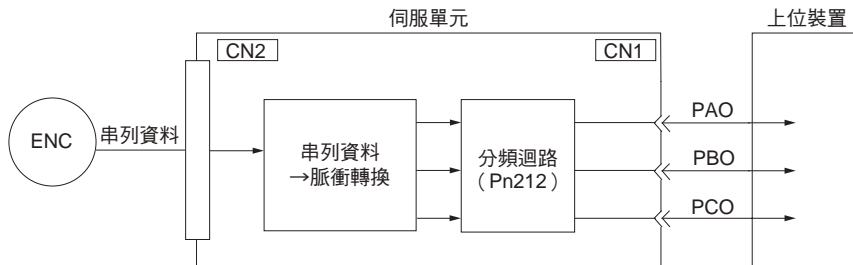 伺服單元
上位裝置
CN2
CN1
ENC
串列資料
串列資料
→脈衝轉換
分頻迴路
（Pn212）
PAO
PBO
PCO